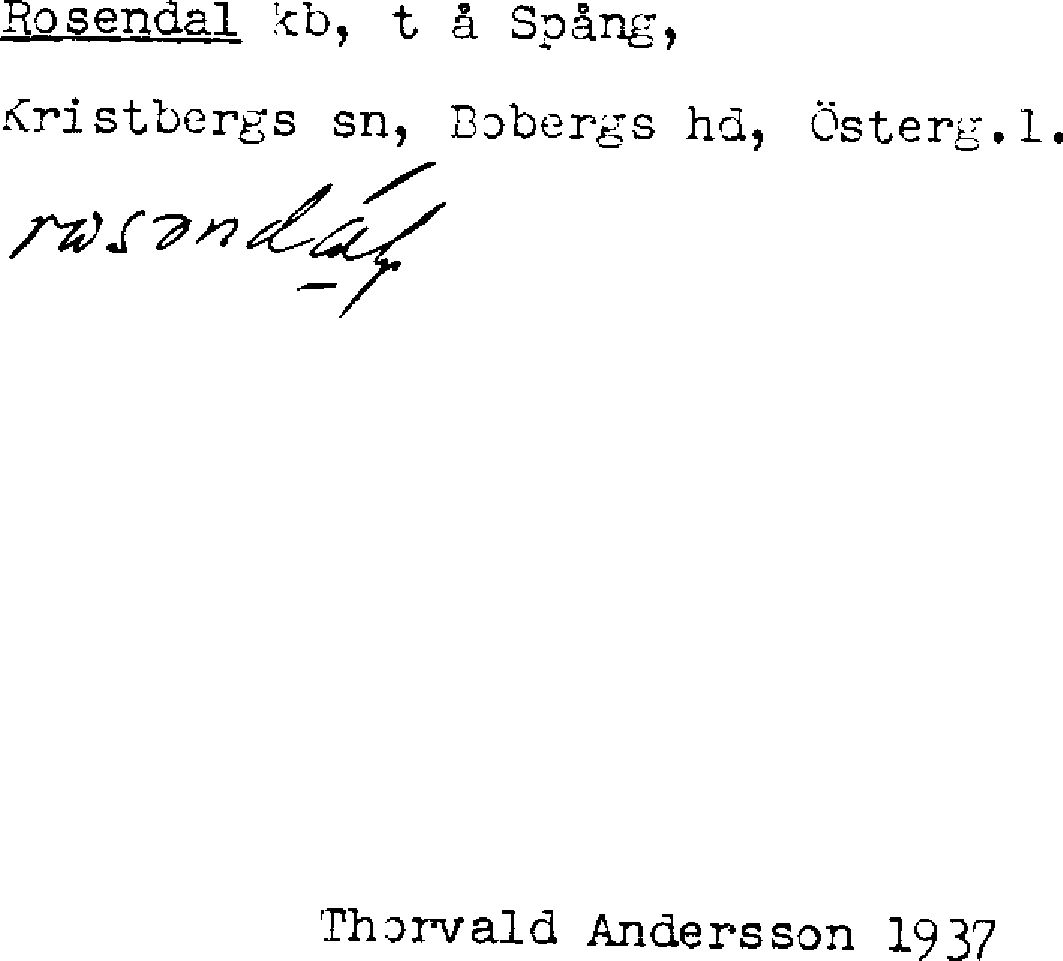 Rosendal kb, t å Spång,
Kristbergs sn, Bobergs hd, Österg.l.
Thorvald Andersson 1937